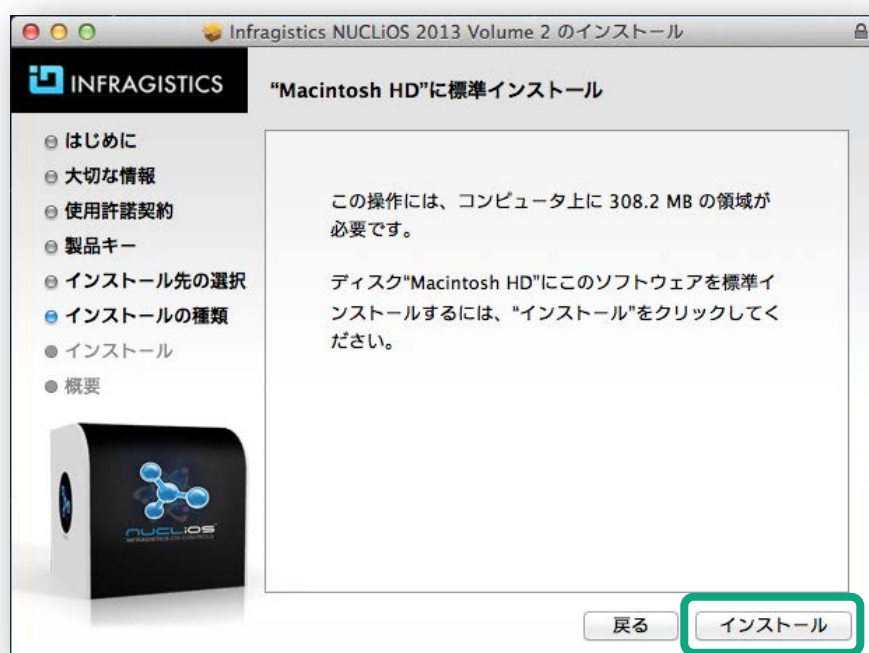 Infragistics NUCLiOS 2013 Volume 2 のインストール
INFRAGISTICS
“Macintosh HD”に標準インストール
はじめに
大切な情報
使用許諾契約
製品キー
インストール先の選択
インストールの種類
インストール
概要
この操作には、コンピュータ上に 308.2 MB の領域が
必要です。
ディスク“Macintosh HD”にこのソフトウェアを標準イ
ンストールするには、“インストール”をクリックしてく
ださい。
NUCLiOS
INFRAGISTICS iOS CONTROLS
戻る
インストール